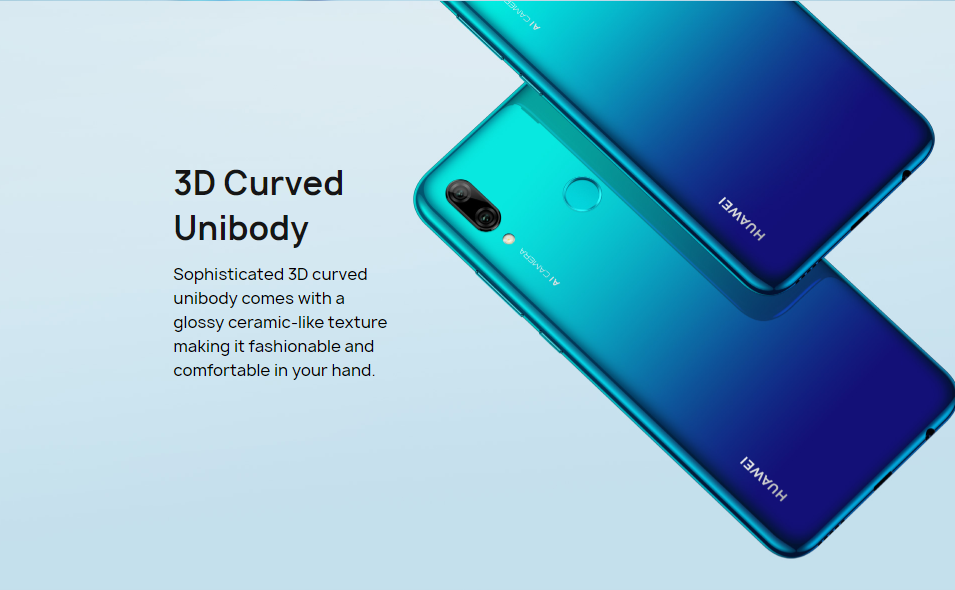 3D Curved
Unibody
Sophisticated 3D curved
unibody comes with a
glossy ceramic-like texture
making it fashionable and
comfortable in your hand.
AI CAMERA
HUAWEI
AI CAMERA
HUAWEI